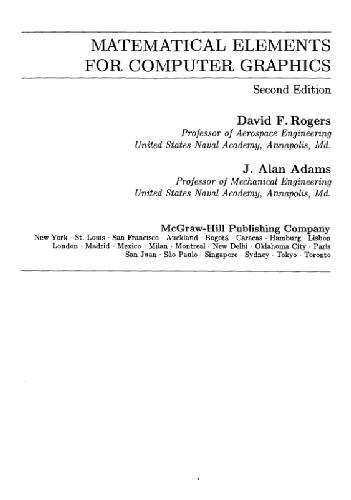 MATEMATICAL ELEMENTS
FOR COMPUTER GRAPHICS
Second Edition
David F. Rogers
Professor of Aerospace Engineering
United States Naval Academy, Annapolis, Md.
J. Alan Adams
Professor of Mechanical Engineering
United States Naval Academy, Annapolis, Md.
McGraw-Hill Publishing Company
New York · St. Louis · San Francisco · Auckland · Bogotá · Caracas · Hamburg · Lisbon
London · Madrid · Mexico · Milan · Montreal · New Delhi · Oklahoma City · Paris
San Juan · São Paulo · Singapore · Sydney · Tokyo · Toronto